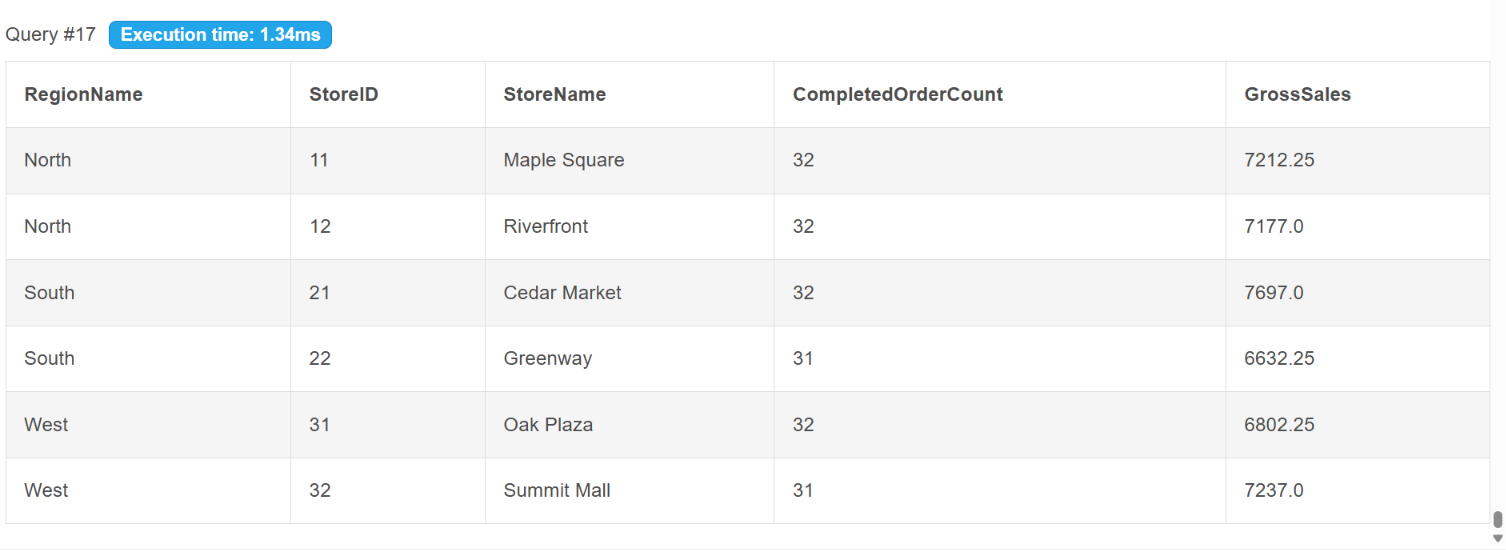 Query #17 Execution time: 1.34ms
RegionName StoreID StoreName CompletedOrderCount GrossSales
North 11 Maple Square 32 7212.25
North 12 Riverfront 32 7177.0
South 21 Cedar Market 32 7697.0
South 22 Greenway 31 6632.25
West 31 Oak Plaza 32 6802.25
West 32 Summit Mall 31 7237.0